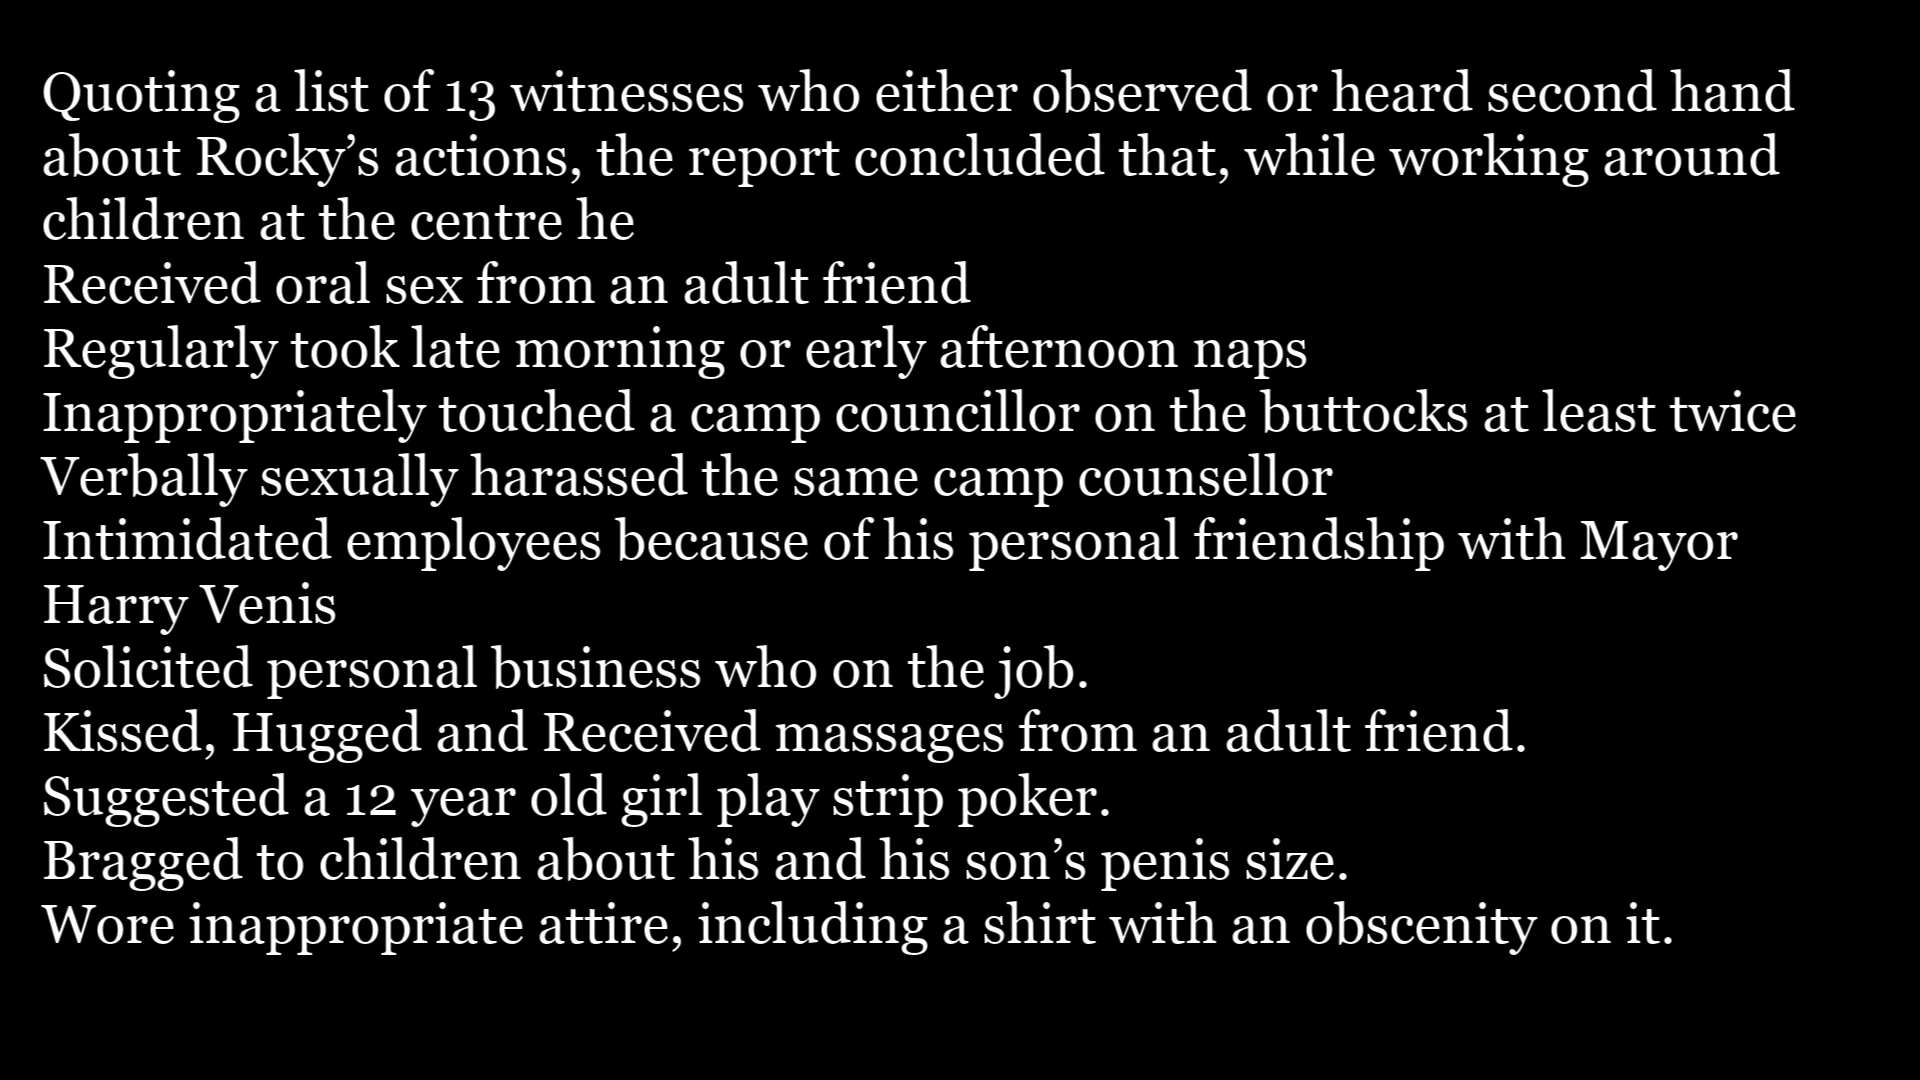 Quoting a list of 13 witnesses who either observed or heard second hand
about Rocky’s actions, the report concluded that, while working around
children at the centre he
Received oral sex from an adult friend
Regularly took late morning or early afternoon naps
Inappropriately touched a camp councillor on the buttocks at least twice
Verbally sexually harassed the same camp counsellor
Intimidated employees because of his personal friendship with Mayor
Harry Venis
Solicited personal business who on the job.
Kissed, Hugged and Received massages from an adult friend.
Suggested a 12 year old girl play strip poker.
Bragged to children about his and his son’s penis size.
Wore inappropriate attire, including a shirt with an obscenity on it.